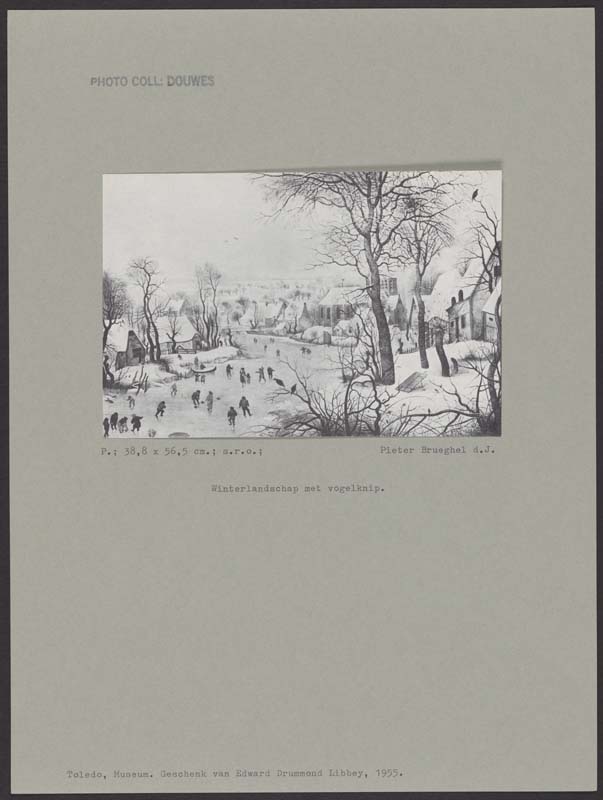 PHOTO COLL: DOUWES
P.; 38,8 x 56,5 cm.; s.r.o.; Pieter Brueghel d.J.
Winterlandschap met vogelknip.
Toledo, Museum. Geschenk van Edward Drummond Libbey, 1955.